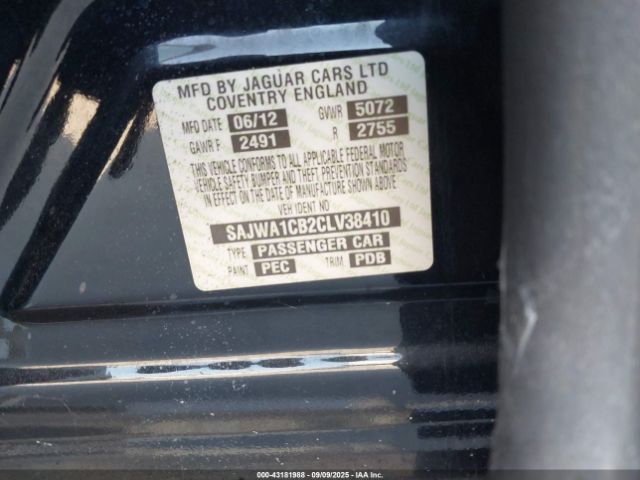 MFD BY JAGUAR CARS LTD
COVENTRY ENGLAND
MFD DATE 06/12 GVWR 5072
GAWR F 2491 R 2755
THIS VEHICLE CONFORMS TO ALL APPLICABLE FEDERAL MOTOR
VEHICLE SAFETY BUMPER AND THEFT PREVENTION STANDARDS
IN EFFECT ON THE DATE OF MANUFACTURE SHOWN ABOVE
VEH IDENT NO
SAJWA1CB2CLV38410
TYPE PASSENGER CAR
PAINT PEC TRIM PDB
000-43181988 - 09/09/2025 - IAAI.com